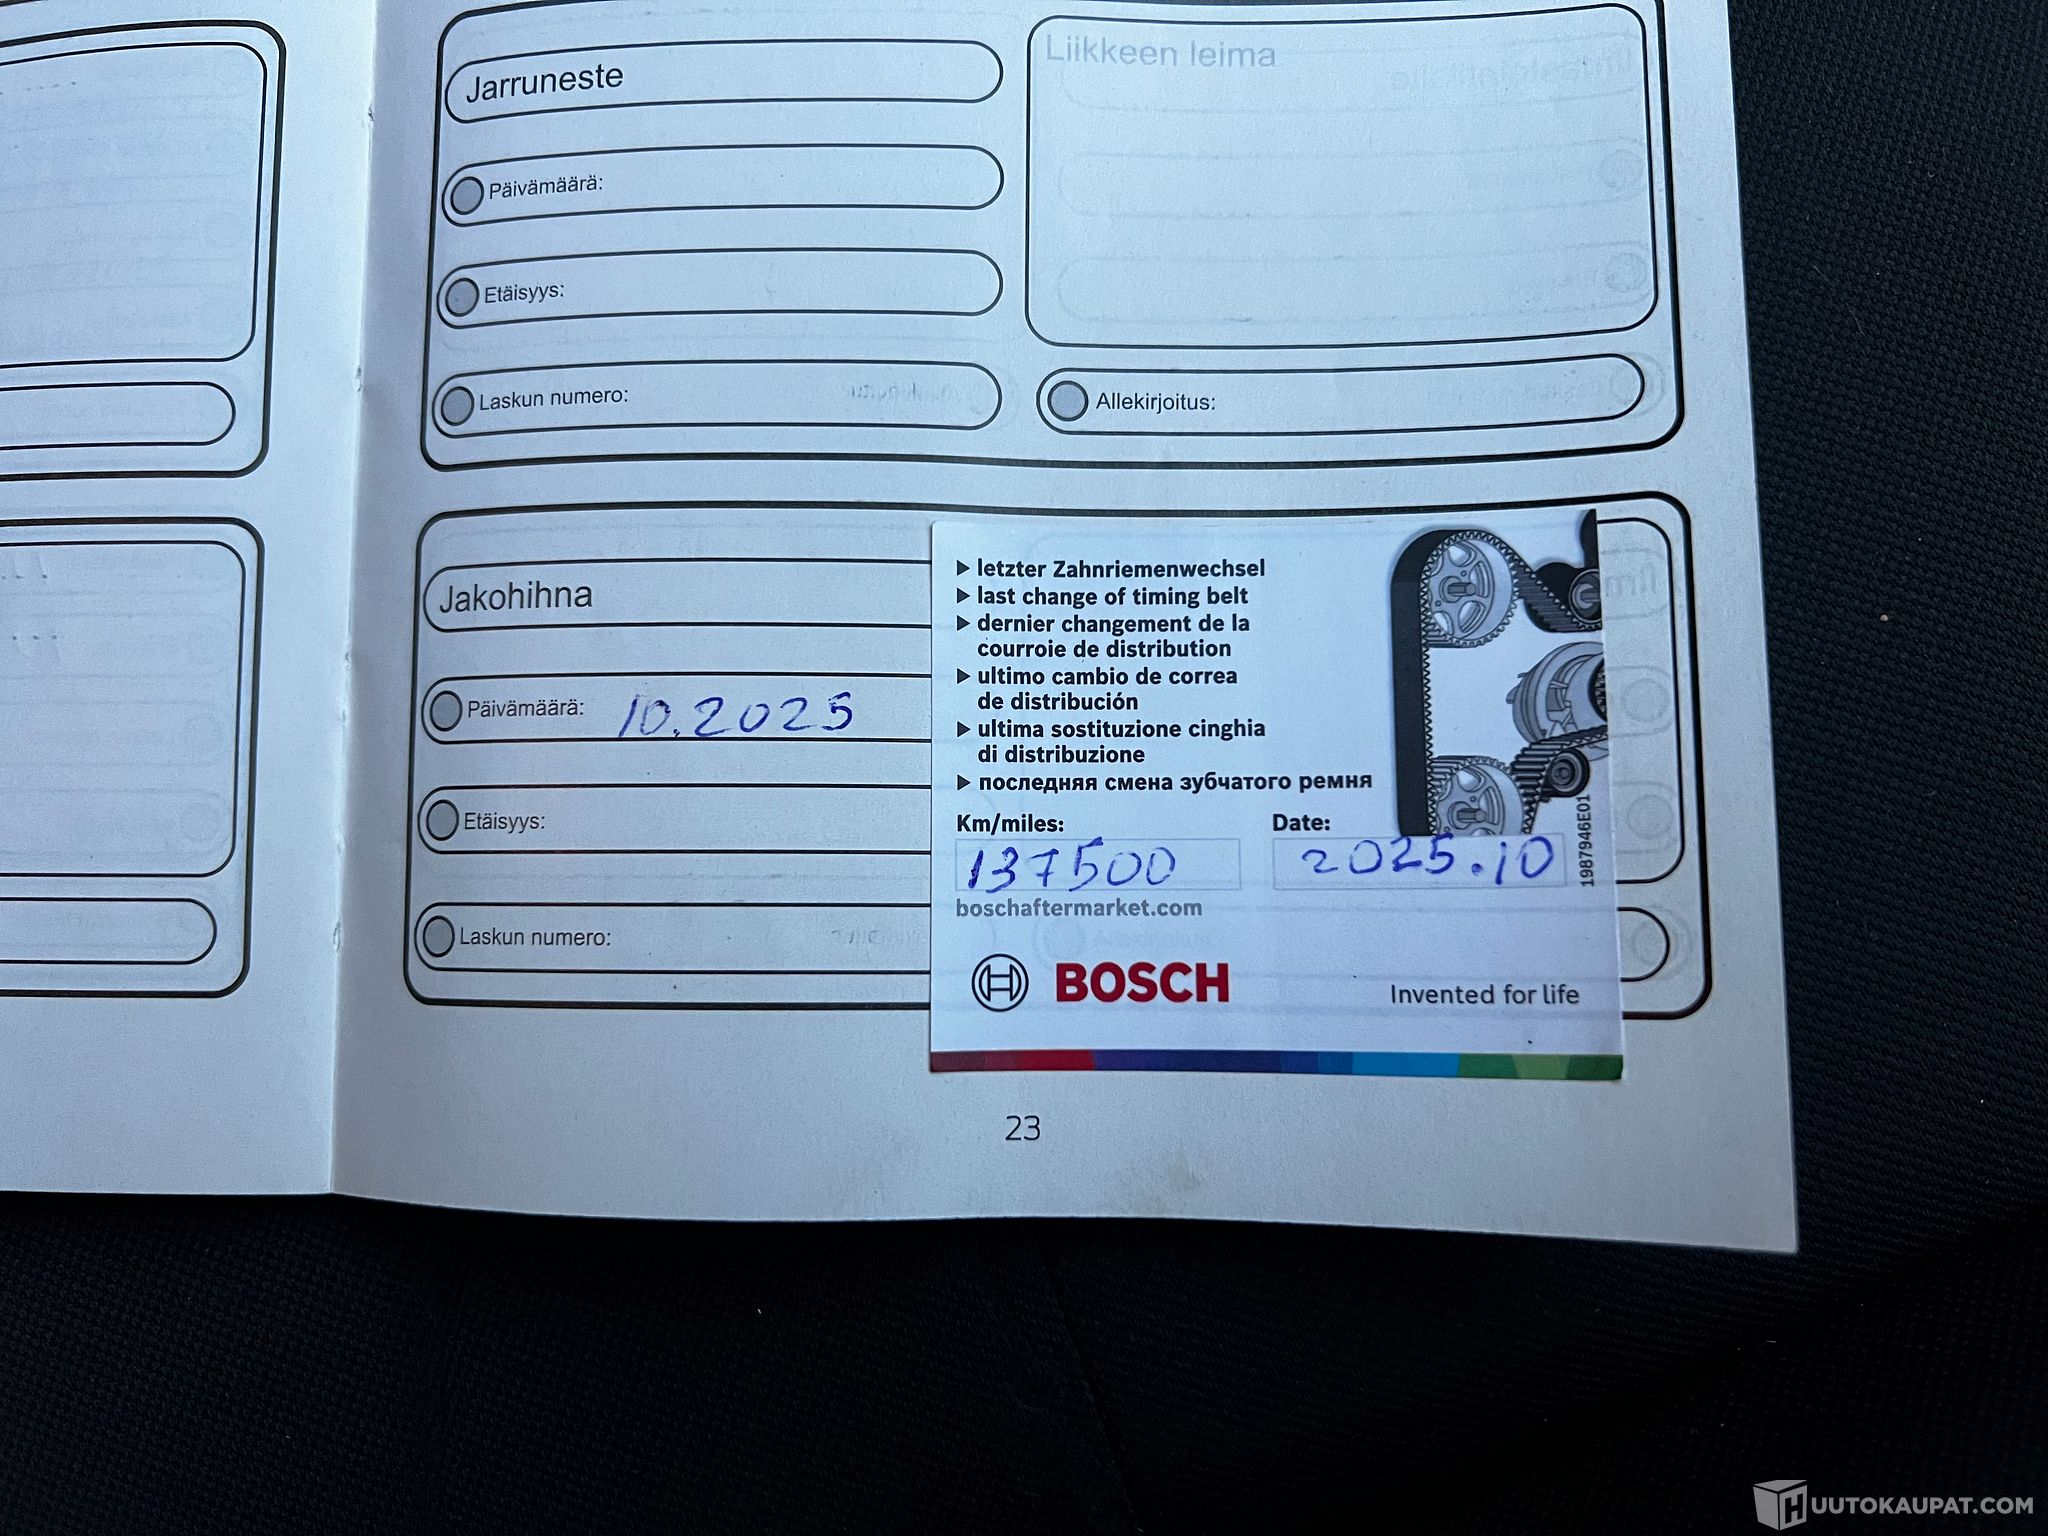 Jarruneste
Liikkeen leima
Päivämäärä:
Etäisyys:
Laskun numero:
Allekirjoitus:
Jakohihna
Päivämäärä: 10.2025
Etäisyys:
Laskun numero:
▶ letzter Zahnriemenwechsel
▶ last change of timing belt
▶ dernier changement de la
courroie de distribution
▶ ultimo cambio de correa
de distribución
▶ ultima sostituzione cinghia
di distribuzione
▶ последняя смена зубчатого ремня
Km/miles: Date:
137500 2025.10
1987946E01
boschaftermarket.com
BOSCH
Invented for life
23
HUUTOKAUPAT.COM